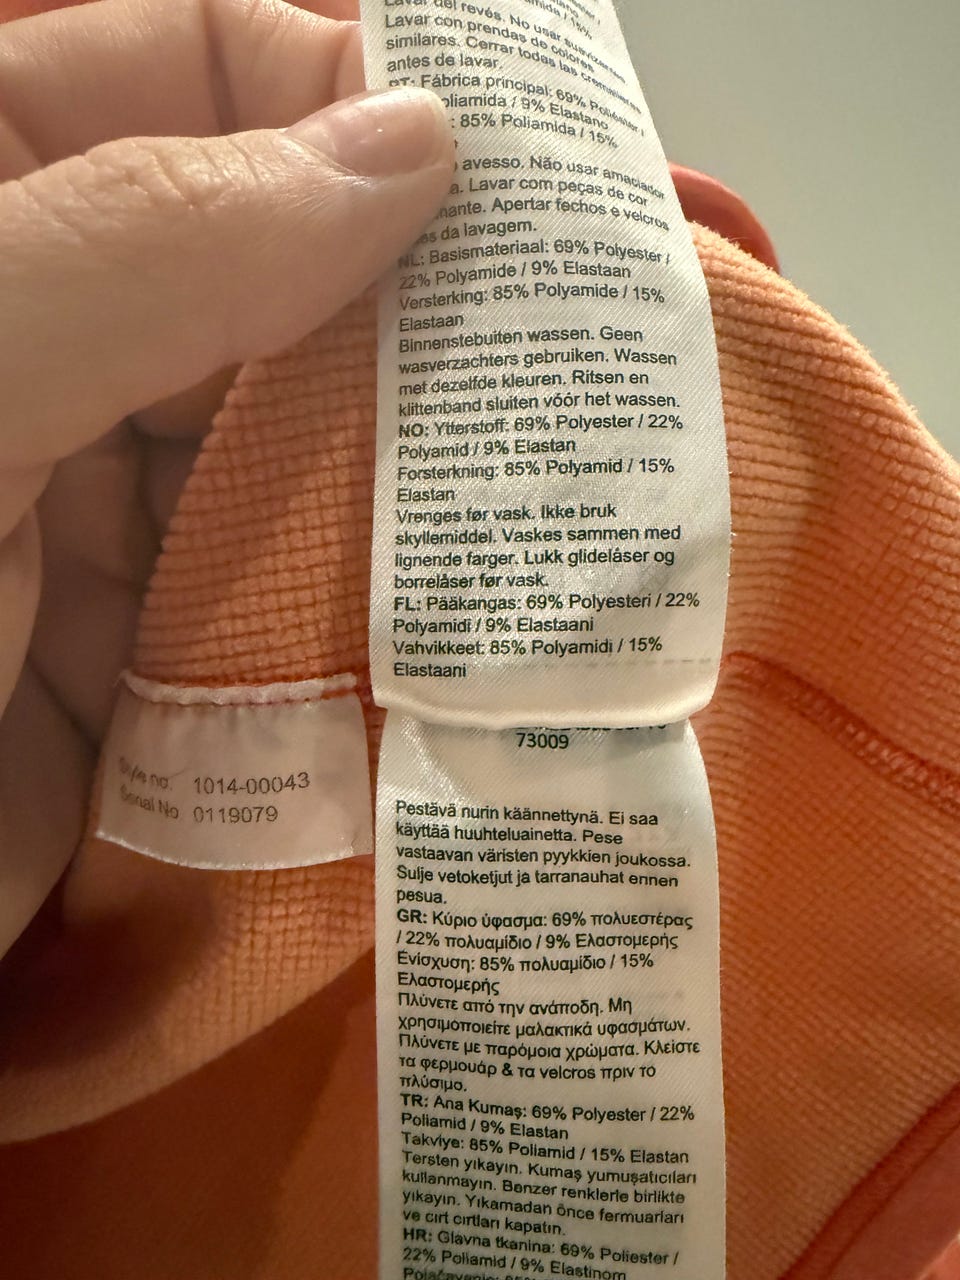 del revés. No usar suavizantes
Lavar con prendas de colores
similares. Cerrar todas las cremalleras
antes de lavar.
PT: Fábrica principal: 69% Poliéster /
oliamida / 9% Elastano
: 85% Poliamida / 15%
avesso. Não usar amaciador
a. Lavar com peças de cor
hante. Apertar fechos e velcros
es da lavagem.
NL: Basismateriaal: 69% Polyester /
22% Polyamide / 9% Elastaan
Versterking: 85% Polyamide / 15%
Elastaan
Binnenstebuiten wassen. Geen
wasverzachters gebruiken. Wassen
met dezelfde kleuren. Ritsen en
klittenband sluiten vóór het wassen.
NO: Ytterstoff: 69% Polyester / 22%
Polyamid / 9% Elastan
Forsterkning: 85% Polyamid / 15%
Elastan
Vrenges før vask. Ikke bruk
skyllemiddel. Vaskes sammen med
lignende farger. Lukk glidelåser og
borrelåser før vask.
FL: Pääkangas: 69% Polyesteri / 22%
Polyamidi / 9% Elastaani
Vahvikkeet: 85% Polyamidi / 15%
Elastaani
73009
Style no. 1014-00043
Serial No 0119079
Pestävä nurin käännettynä. Ei saa
käyttää huuhteluainetta. Pese
vastaavan väristen pyykkien joukossa.
Sulje vetoketjut ja tarranauhat ennen
pesua.
GR: Κύριο ύφασμα: 69% πολυεστέρας
/ 22% πολυαμίδιο / 9% Ελαστομερής
Ενίσχυση: 85% πολυαμίδιο / 15%
Ελαστομερής
Πλύνετε από την ανάποδη. Μη
χρησιμοποιείτε μαλακτικά υφασμάτων.
Πλύνετε με παρόμοια χρώματα. Κλείστε
τα φερμουάρ & τα velcros πριν το
πλύσιμο.
TR: Ana Kumaş: 69% Polyester / 22%
Poliamid / 9% Elastan
Takviye: 85% Poliamid / 15% Elastan
Tersten yıkayın. Kumaş yumuşatıcıları
kullanmayın. Benzer renklerle birlikte
yıkayın. Yıkamadan önce fermuarları
ve cırt cırtları kapatın.
HR: Glavna tkanina: 69% Poliester /
22% Poliamid / 9% Elastinom